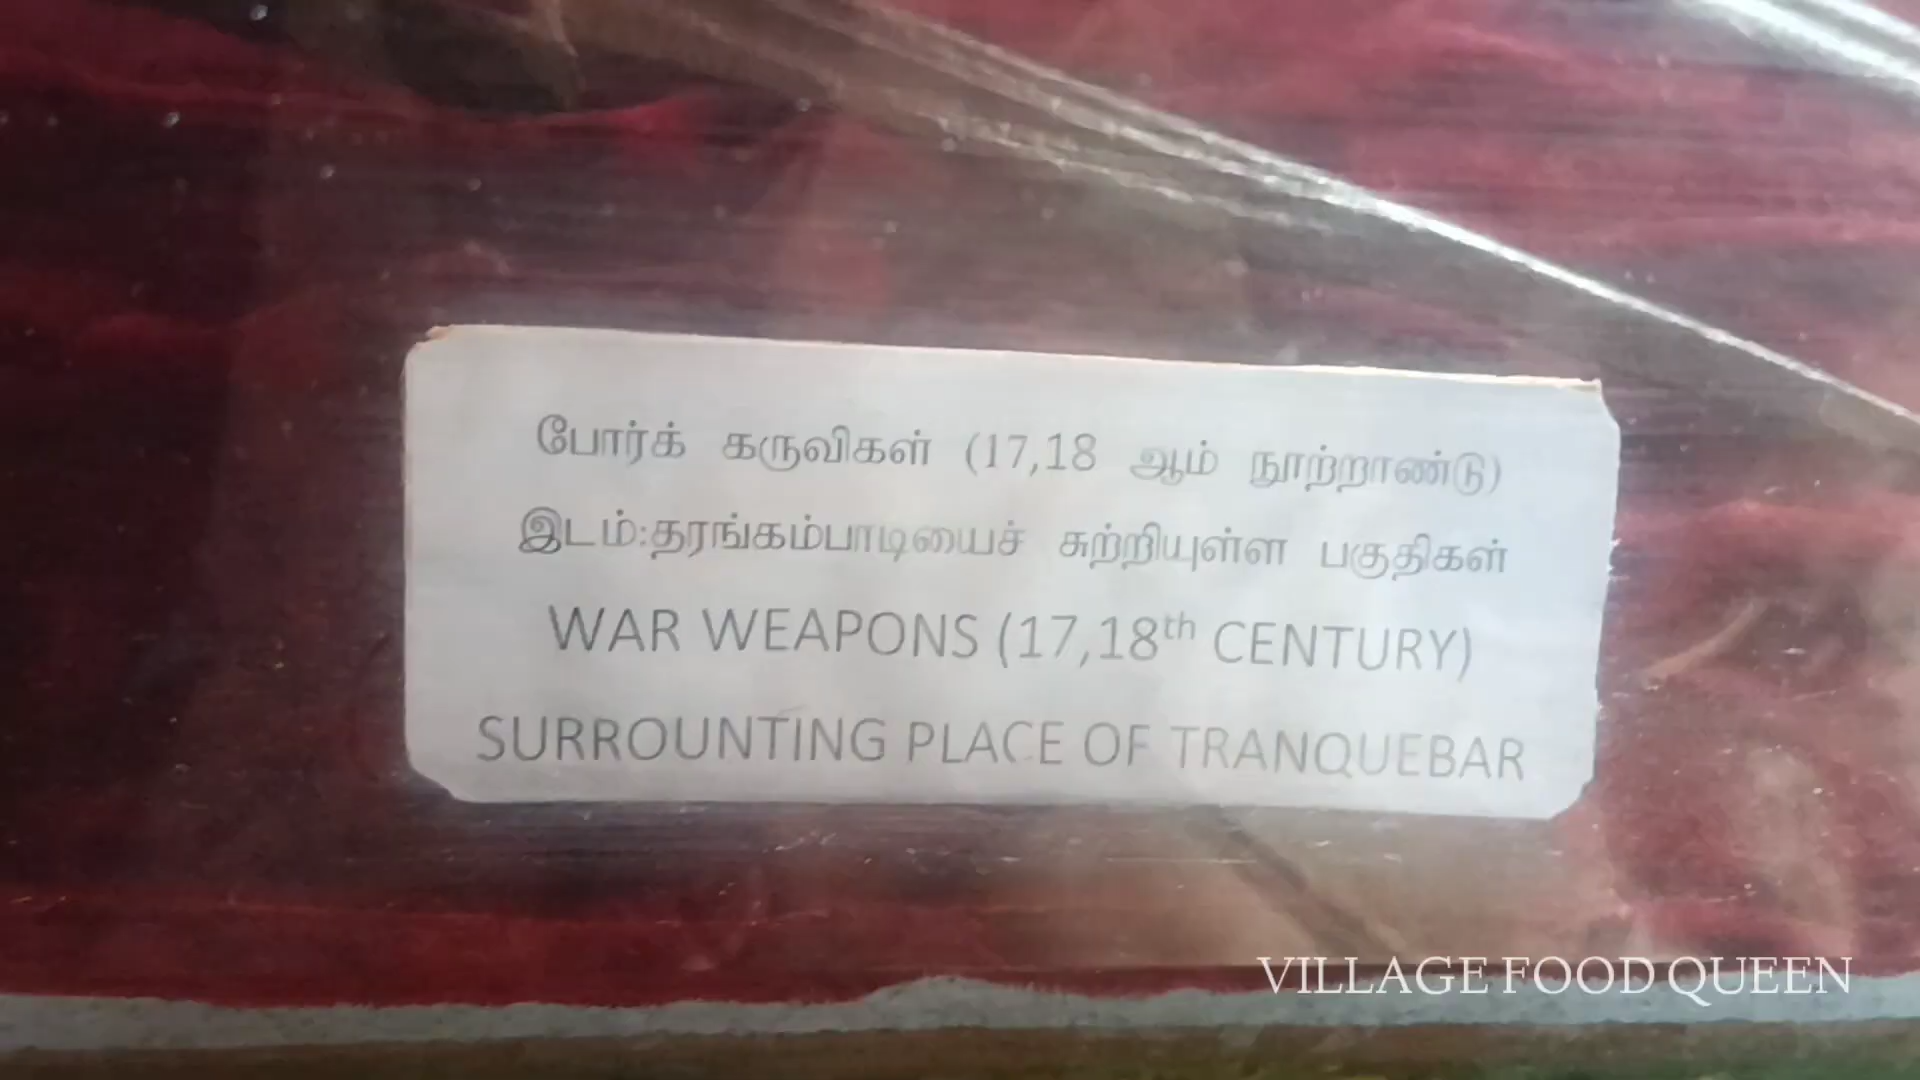 போர்க் கருவிகள் (17,18 ஆம் நூற்றாண்டு)
இடம்:தரங்கம்பாடியைச் சுற்றியுள்ள பகுதிகள்
WAR WEAPONS (17,18th CENTURY)
SURROUNTING PLACE OF TRANQUEBAR
VILLAGE FOOD QUEEN